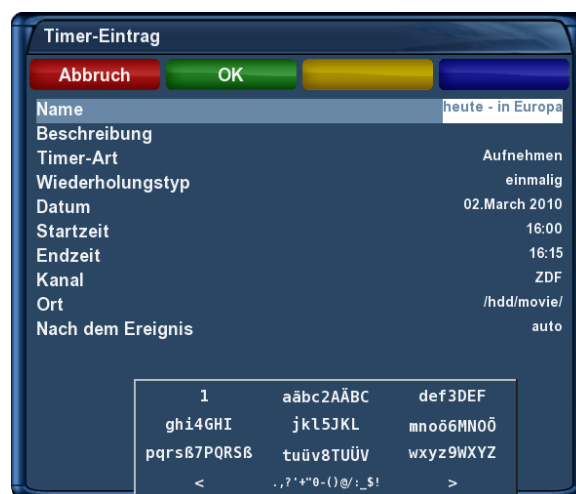 Timer-Eintrag
Abbruch OK
Name heute - in Europa
Beschreibung
Timer-Art Aufnehmen
Wiederholungstyp einmalig
Datum 02.March 2010
Startzeit 16:00
Endzeit 16:15
Kanal ZDF
Ort /hdd/movie/
Nach dem Ereignis auto
1 aäbc2AÄBC def3DEF
ghi4GHI jkl5JKL mnoö6MNOÖ
pqrsß7PQRSß tuüv8TUÜV wxyz9WXYZ
< .,?'+"0-()@/:_$! >